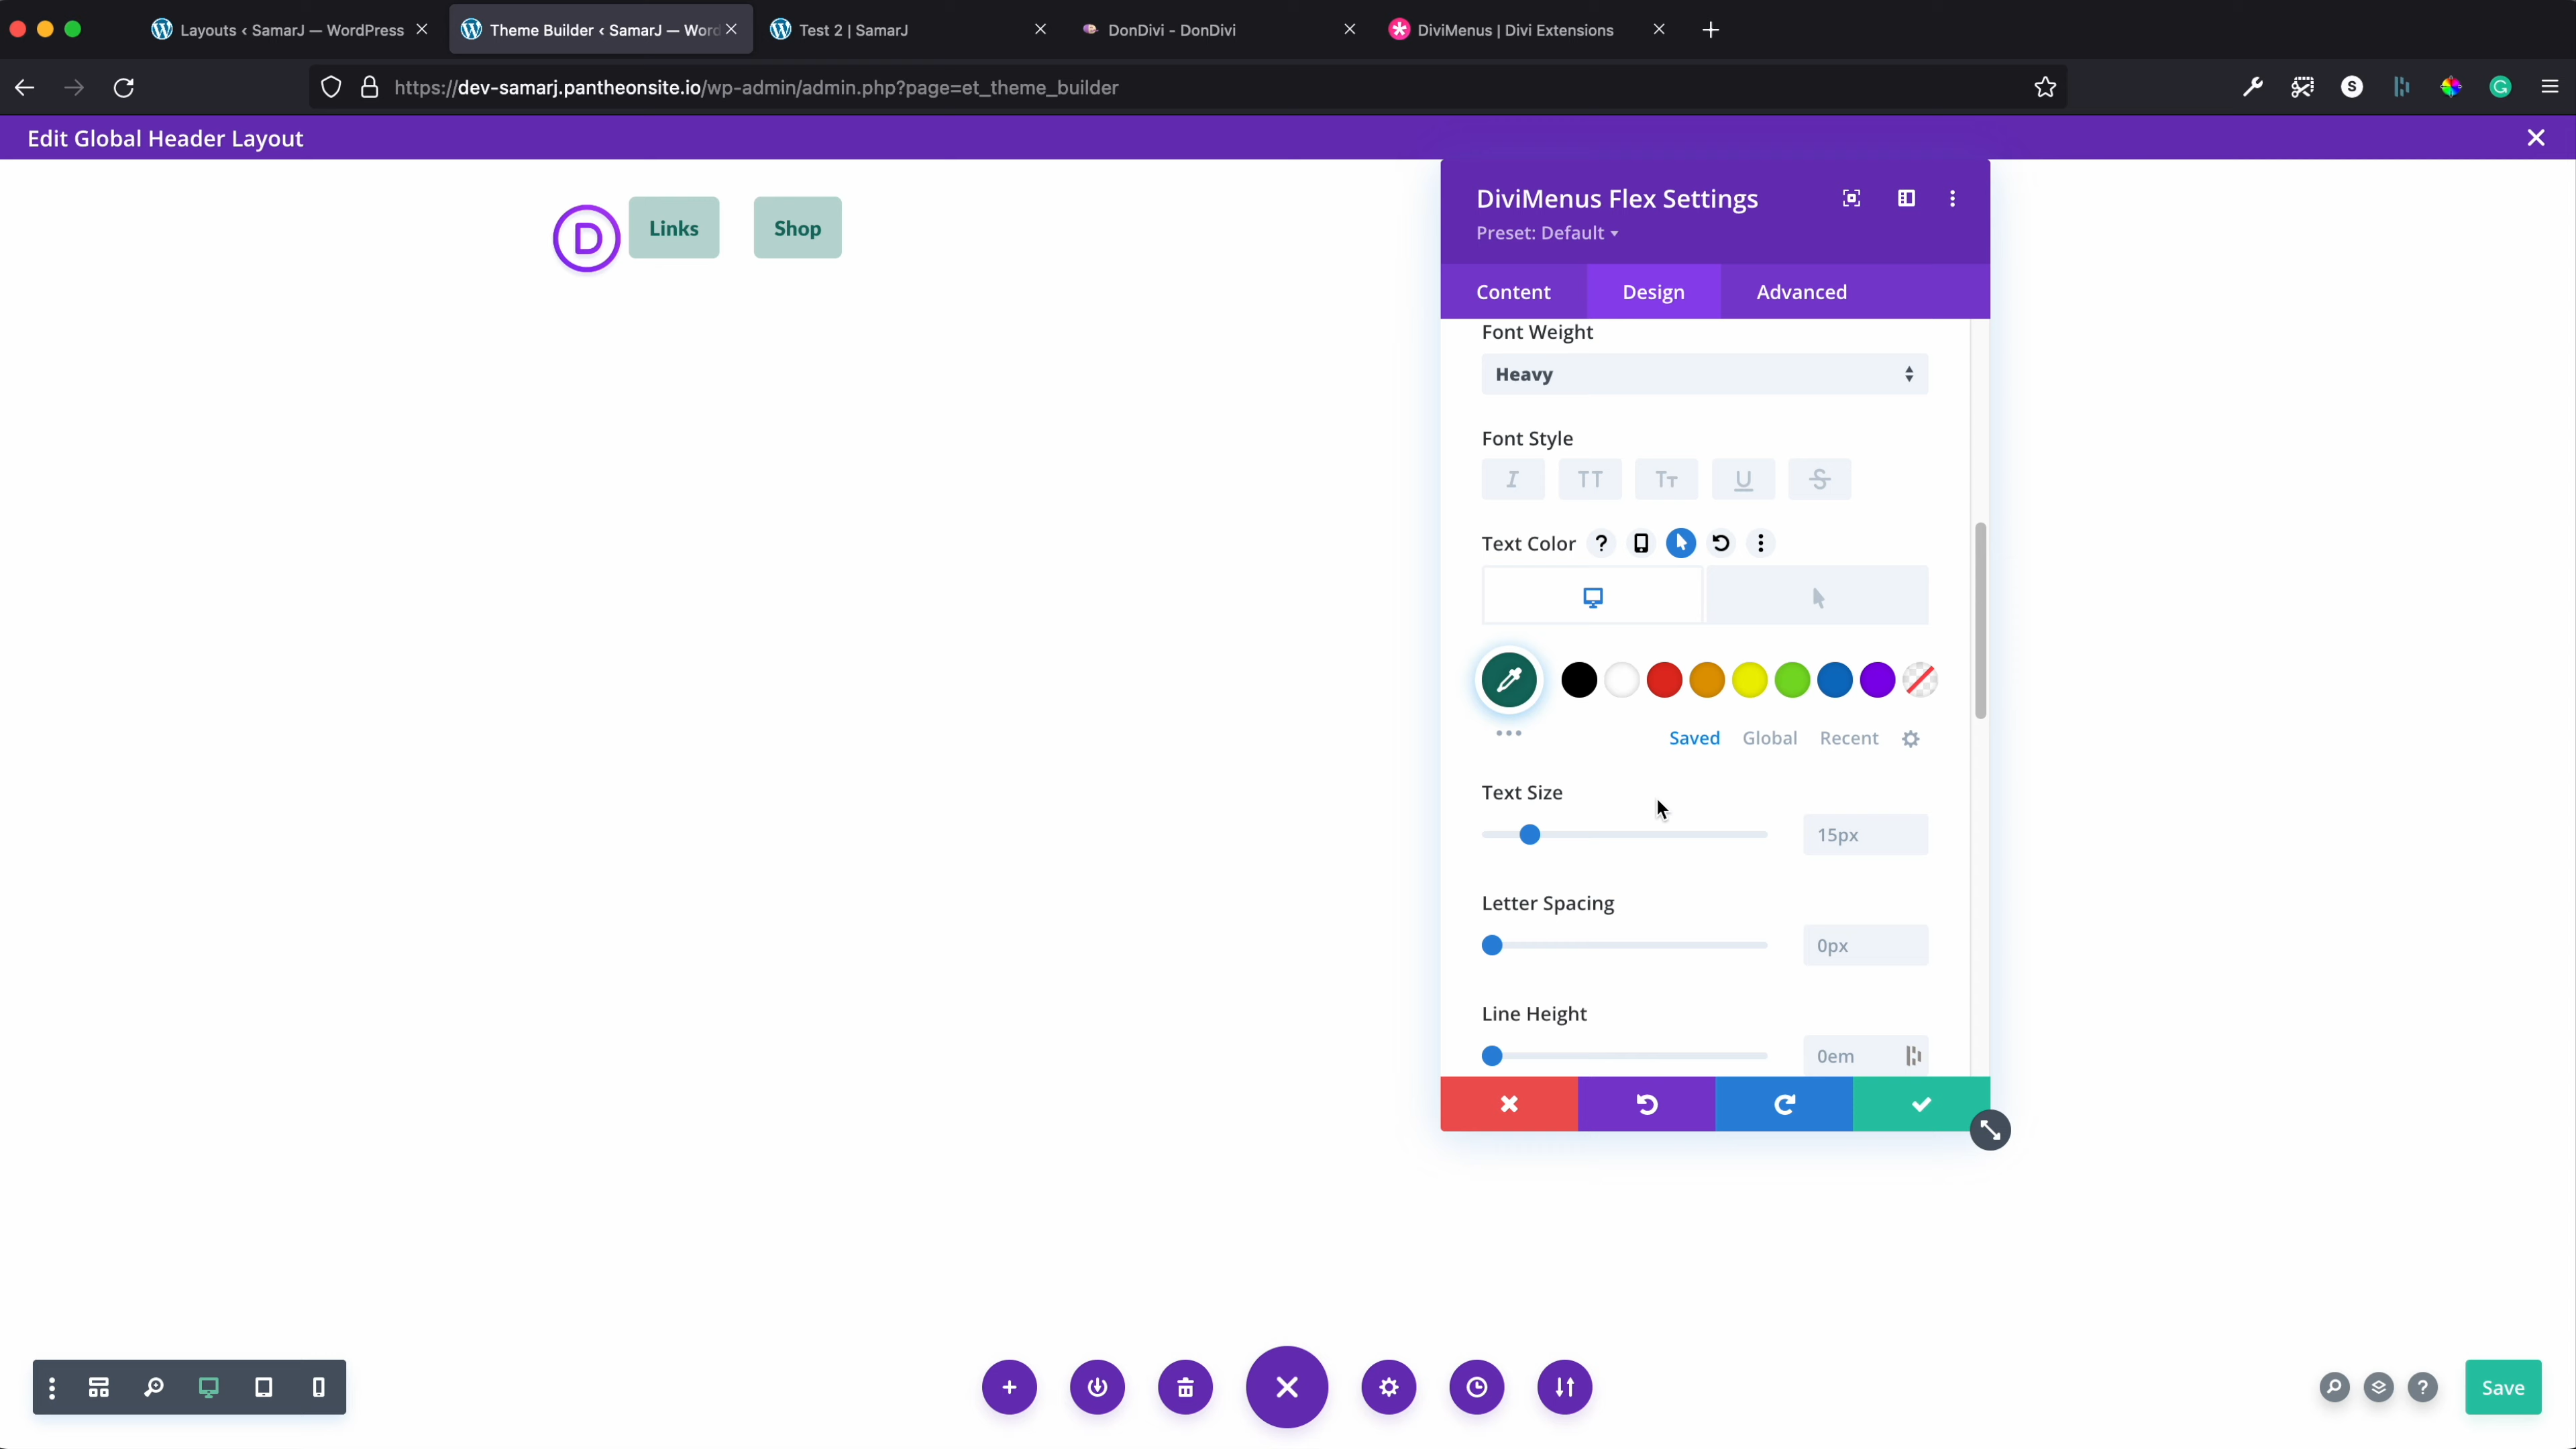 Layouts ‹ SamarJ — WordPress
Theme Builder ‹ SamarJ — Word
Test 2 | SamarJ
DonDivi - DonDivi
DiviMenus | Divi Extensions
https://dev-samarj.pantheonsite.io/wp-admin/admin.php?page=et_theme_builder
Edit Global Header Layout
D
Links
Shop
DiviMenus Flex Settings
Preset: Default
Content
Design
Advanced
Font Weight
Heavy
Font Style
I TT Tт U S
Text Color
Saved
Global
Recent
Text Size
15px
Letter Spacing
0px
Line Height
0em
Save